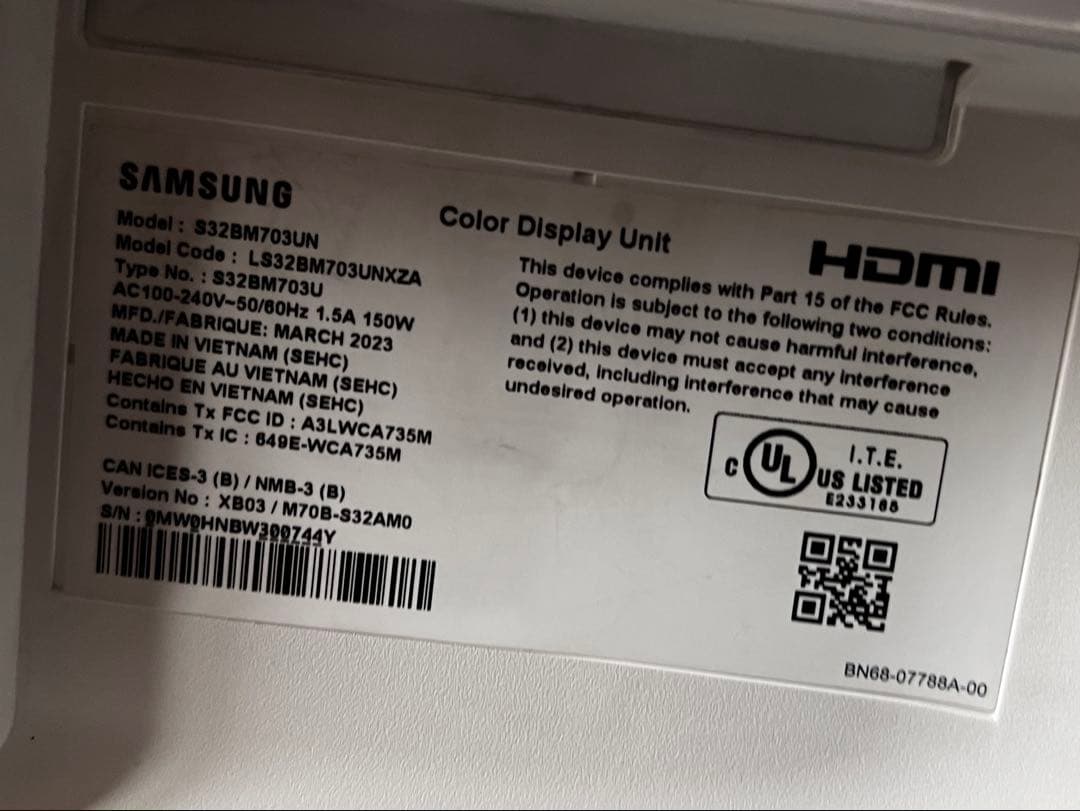 SAMSUNG
Model : S32BM703UN
Model Code : LS32BM703UNXZA
Type No. : S32BM703U
AC100-240V~50/60Hz 1.5A 150W
MFD./FABRIQUE: MARCH 2023
MADE IN VIETNAM (SEHC)
FABRIQUE AU VIETNAM (SEHC)
HECHO EN VIETNAM (SEHC)
Contains Tx FCC ID : A3LWCA735M
Contains Tx IC : 649E-WCA735M
CAN ICES-3 (B) / NMB-3 (B)
Version No : XB03 / M70B-S32AM0
S/N : 0MW0HNBW300744Y
Color Display Unit
HDMI
This device complies with Part 15 of the FCC Rules.
Operation is subject to the following two conditions:
(1) this device may not cause harmful interference,
and (2) this device must accept any interference
received, including interference that may cause
undesired operation.
C UL US LISTED
I.T.E.
E233165
BN68-07788A-00